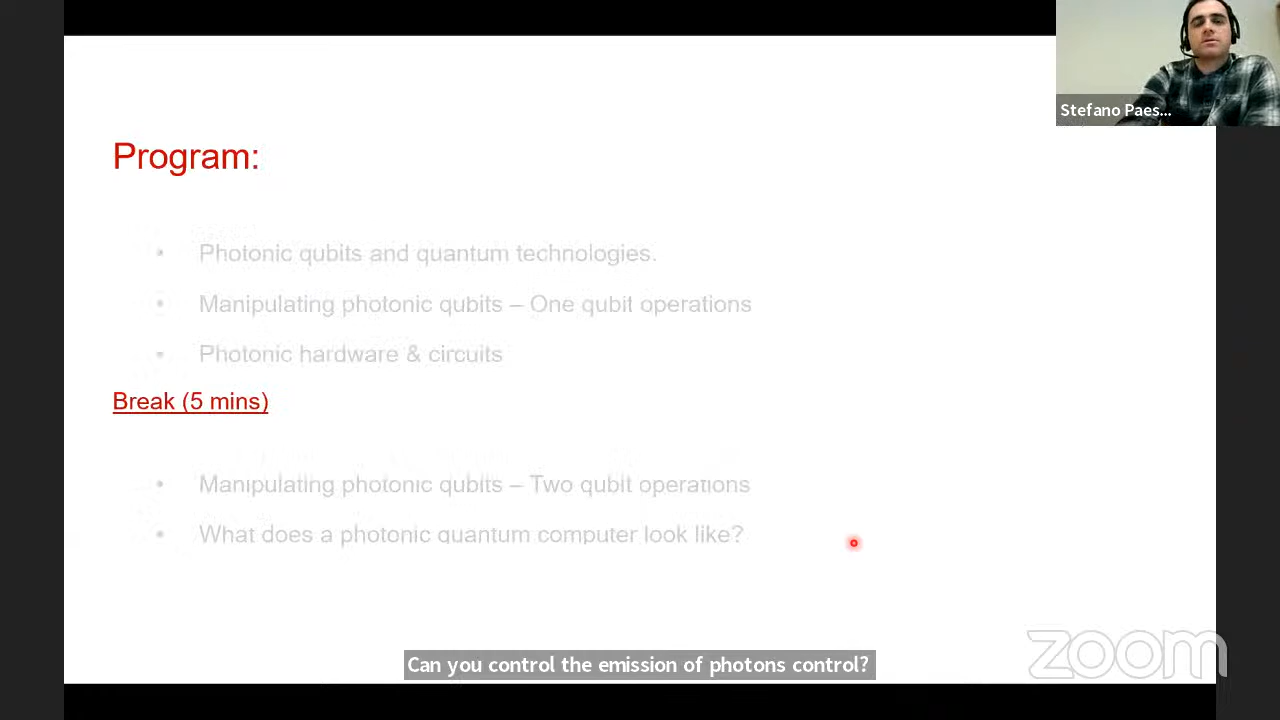 Stefano Paes...
Program:
• Photonic qubits and quantum technologies.
• Manipulating photonic qubits – One qubit operations
• Photonic hardware & circuits
Break (5 mins)
• Manipulating photonic qubits – Two qubit operations
• What does a photonic quantum computer look like?
Can you control the emission of photons control?
zoom